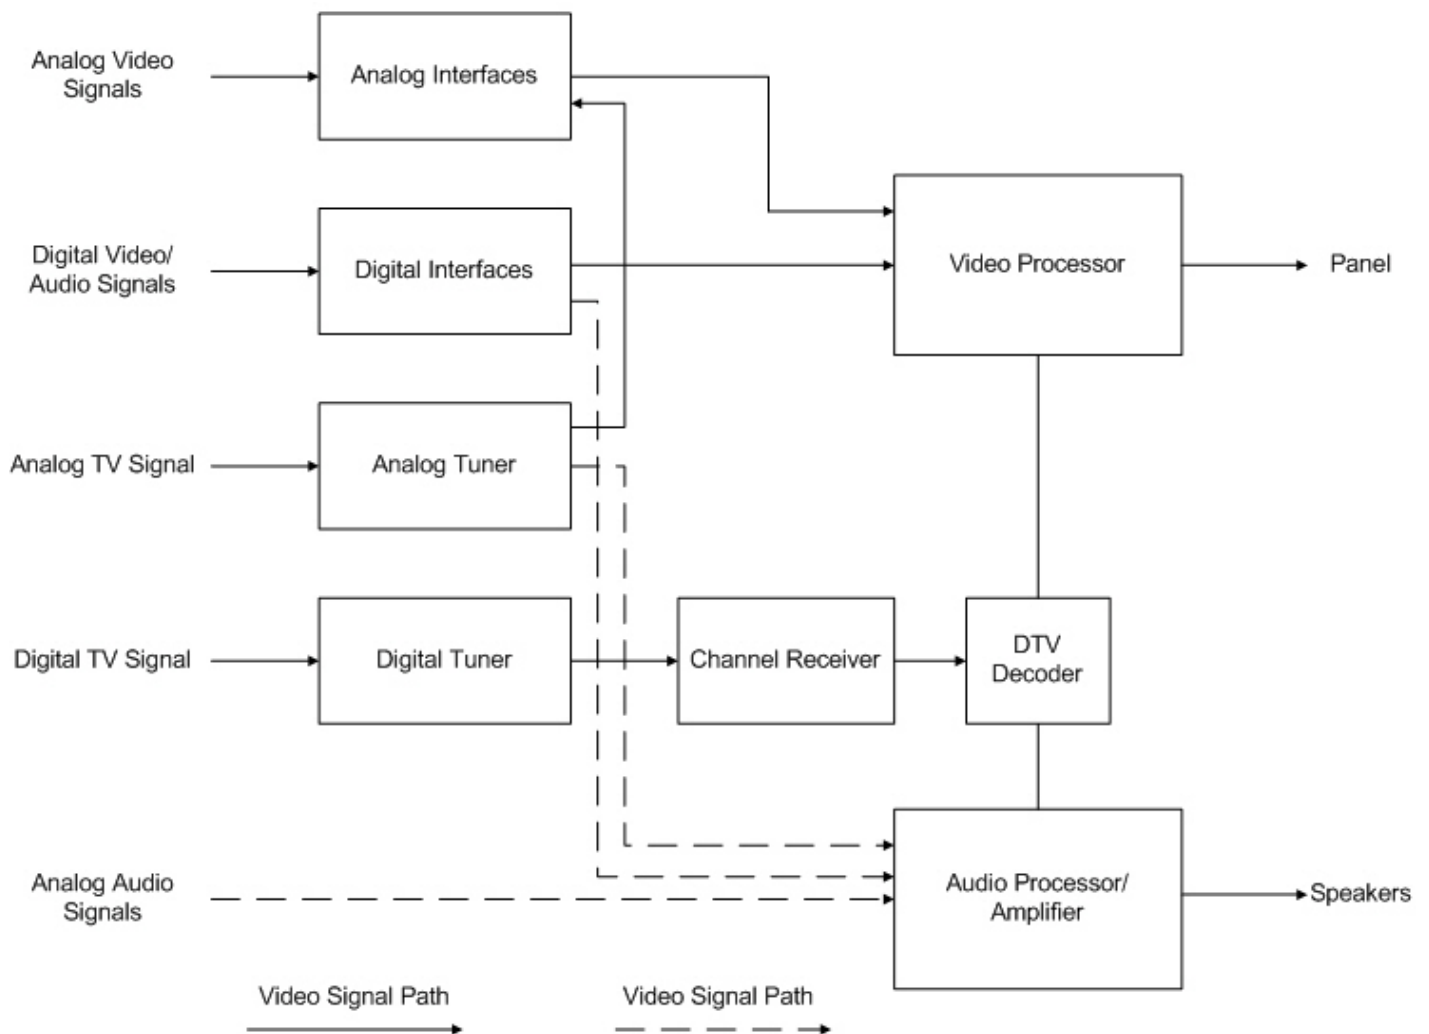 Analog Video
Signals
Analog Interfaces
Digital Video/
Audio Signals
Digital Interfaces
Video Processor
Panel
Analog TV Signal
Analog Tuner
Digital TV Signal
Digital Tuner
Channel Receiver
DTV
Decoder
Analog Audio
Signals
Audio Processor/
Amplifier
Speakers
Video Signal Path
Video Signal Path